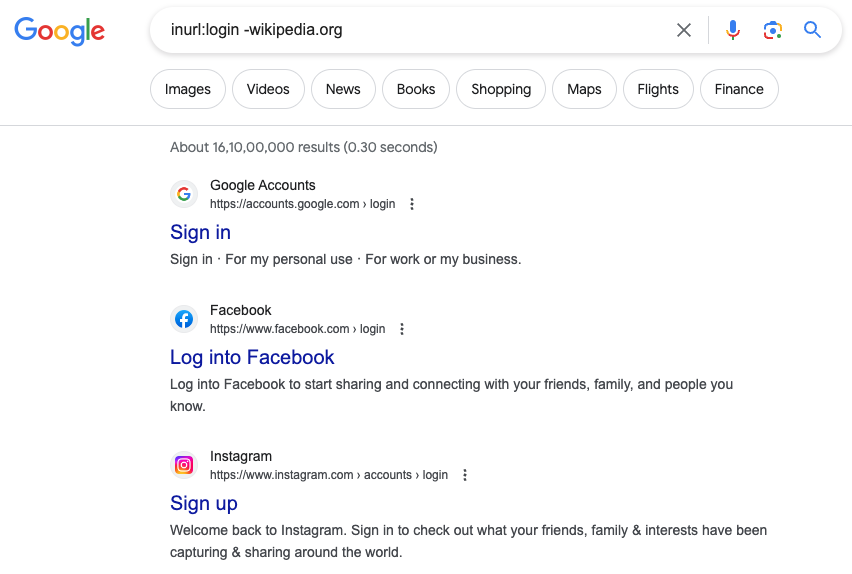 Google
inurl:login -wikipedia.org
Images Videos News Books Shopping Maps Flights Finance
About 16,10,00,000 results (0.30 seconds)
Google Accounts
https://accounts.google.com › login
Sign in
Sign in · For my personal use · For work or my business.
Facebook
https://www.facebook.com › login
Log into Facebook
Log into Facebook to start sharing and connecting with your friends, family, and people you
know.
Instagram
https://www.instagram.com › accounts › login
Sign up
Welcome back to Instagram. Sign in to check out what your friends, family & interests have been
capturing & sharing around the world.